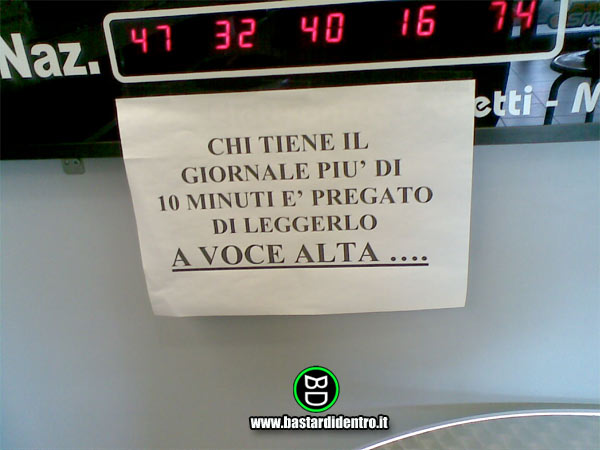 Naz. 47 32 40 16 74
etti - M
CHI TIENE IL
GIORNALE PIU' DI
10 MINUTI E' PREGATO
DI LEGGERLO
A VOCE ALTA ....
BD
www.bastardidentro.it